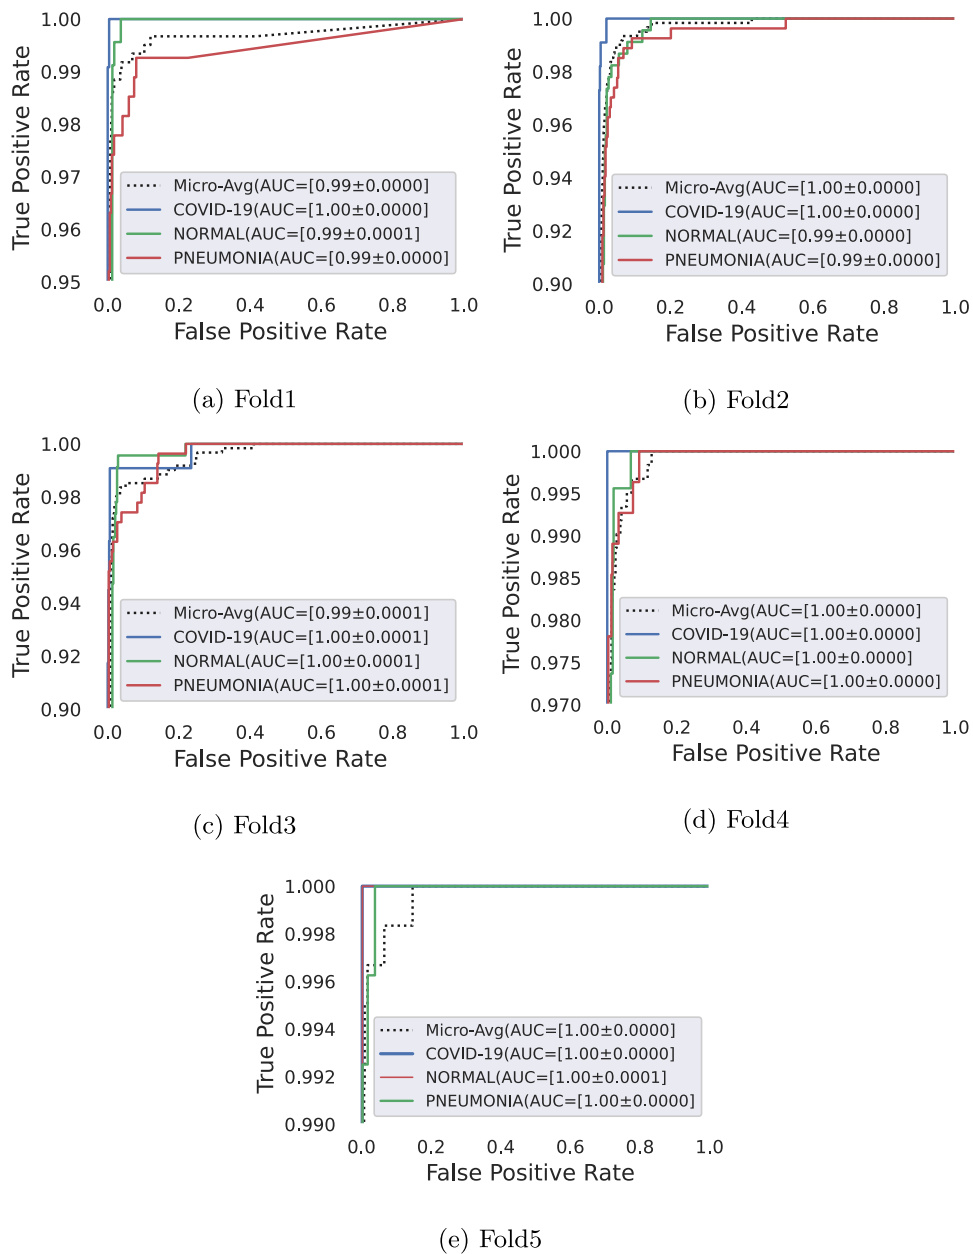 1.00
0.99
0.98
0.97
0.96
0.95
True Positive Rate
Micro-Avg(AUC=[0.99±0.0000]
COVID-19(AUC=[1.00±0.0000]
NORMAL(AUC=[0.99±0.0001]
PNEUMONIA(AUC=[0.99±0.0000]
0.0 0.2 0.4 0.6 0.8 1.0
False Positive Rate
(a) Fold1
1.00
0.98
0.96
0.94
0.92
0.90
True Positive Rate
Micro-Avg(AUC=[1.00±0.0000]
COVID-19(AUC=[1.00±0.0000]
NORMAL(AUC=[0.99±0.0000]
PNEUMONIA(AUC=[0.99±0.0000]
0.0 0.2 0.4 0.6 0.8 1.0
False Positive Rate
(b) Fold2
1.00
0.98
0.96
0.94
0.92
0.90
True Positive Rate
Micro-Avg(AUC=[0.99±0.0001]
COVID-19(AUC=[1.00±0.0001]
NORMAL(AUC=[1.00±0.0001]
PNEUMONIA(AUC=[1.00±0.0001]
0.0 0.2 0.4 0.6 0.8 1.0
False Positive Rate
(c) Fold3
1.000
0.995
0.990
0.985
0.980
0.975
0.970
True Positive Rate
Micro-Avg(AUC=[1.00±0.0000]
COVID-19(AUC=[1.00±0.0000]
NORMAL(AUC=[1.00±0.0000]
PNEUMONIA(AUC=[1.00±0.0000]
0.0 0.2 0.4 0.6 0.8 1.0
False Positive Rate
(d) Fold4
1.000
0.998
0.996
0.994
0.992
0.990
True Positive Rate
Micro-Avg(AUC=[1.00±0.0000]
COVID-19(AUC=[1.00±0.0000]
NORMAL(AUC=[1.00±0.0001]
PNEUMONIA(AUC=[1.00±0.0000]
0.0 0.2 0.4 0.6 0.8 1.0
False Positive Rate
(e) Fold5